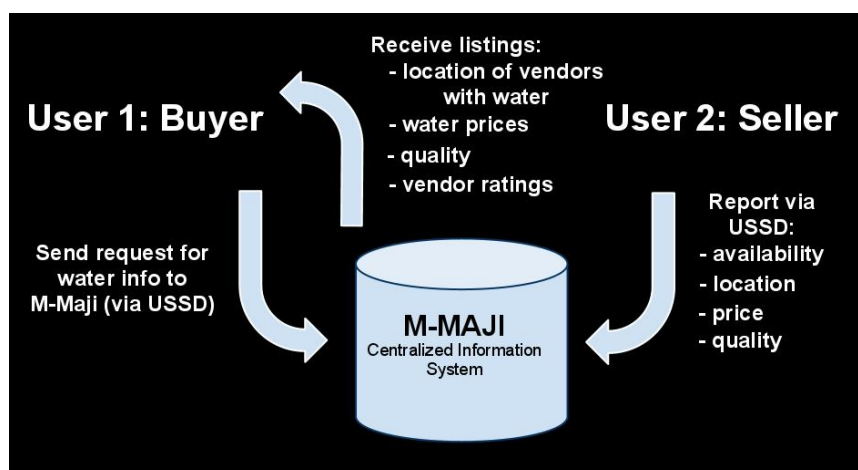 User 1: Buyer
Receive listings:
- location of vendors
with water
- water prices
- quality
- vendor ratings
User 2: Seller
Send request for
water info to
M-Maji (via USSD)
Report via
USSD:
- availability
- location
- price
- quality
M-MAJI
Centralized Information
System